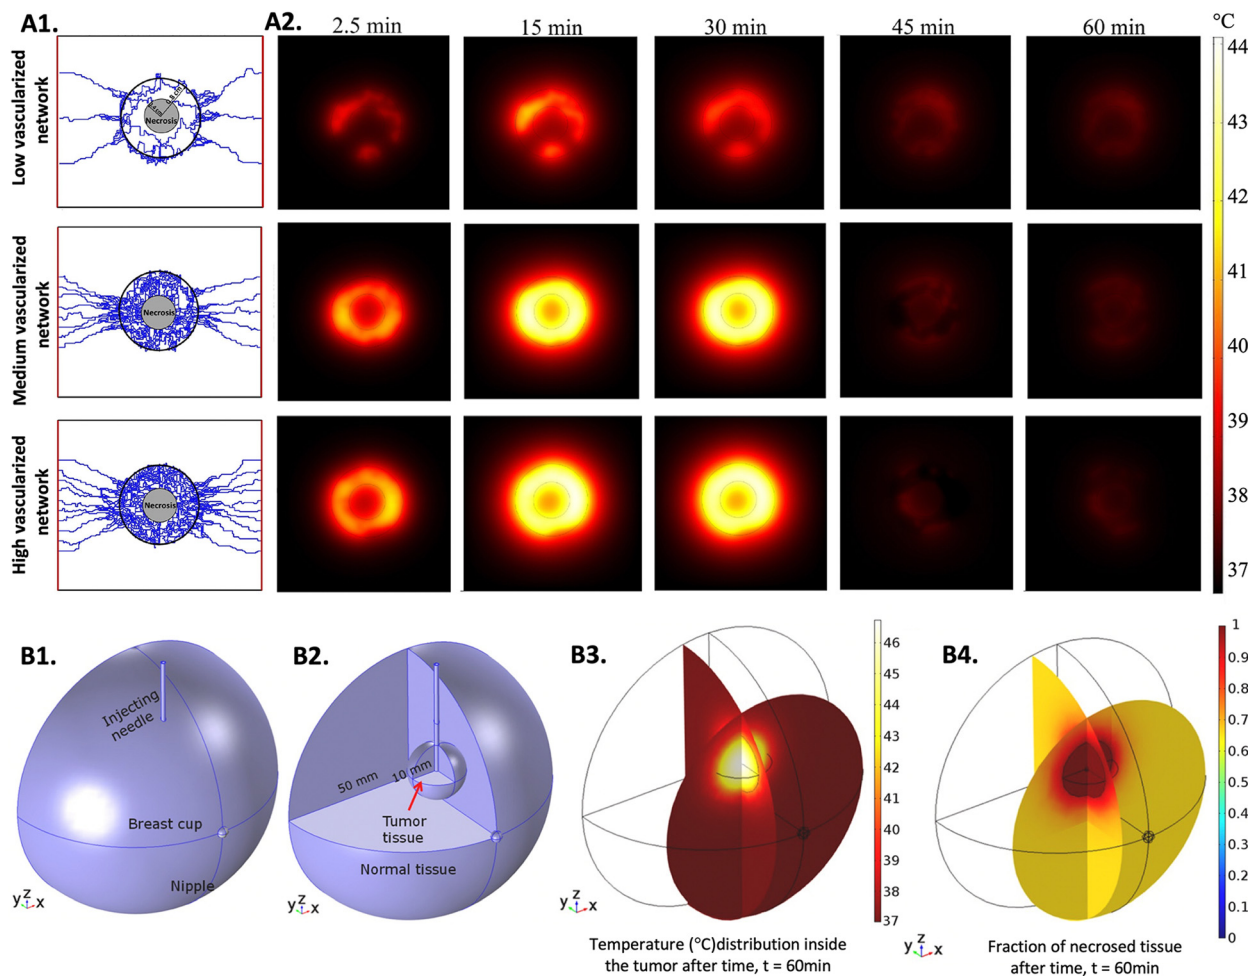 A1.
A2.
2.5 min
15 min
30 min
45 min
60 min
°C
Low vascularized
network
Necrosis
0.8 cm
44
43
42
41
40
39
38
37
Medium vascularized
network
Necrosis
High vascularized
network
Necrosis
B1.
Injecting
needle
Breast cup
Nipple
y z x
B2.
50 mm
10 mm
Tumor
tissue
Normal tissue
y z x
B3.
46
45
44
43
42
41
40
39
38
37
y z x
Temperature (°C)distribution inside
the tumor after time, t = 60min
B4.
1
0.9
0.8
0.7
0.6
0.5
0.4
0.3
0.2
0.1
0
y z x
Fraction of necrosed tissue
after time, t = 60min